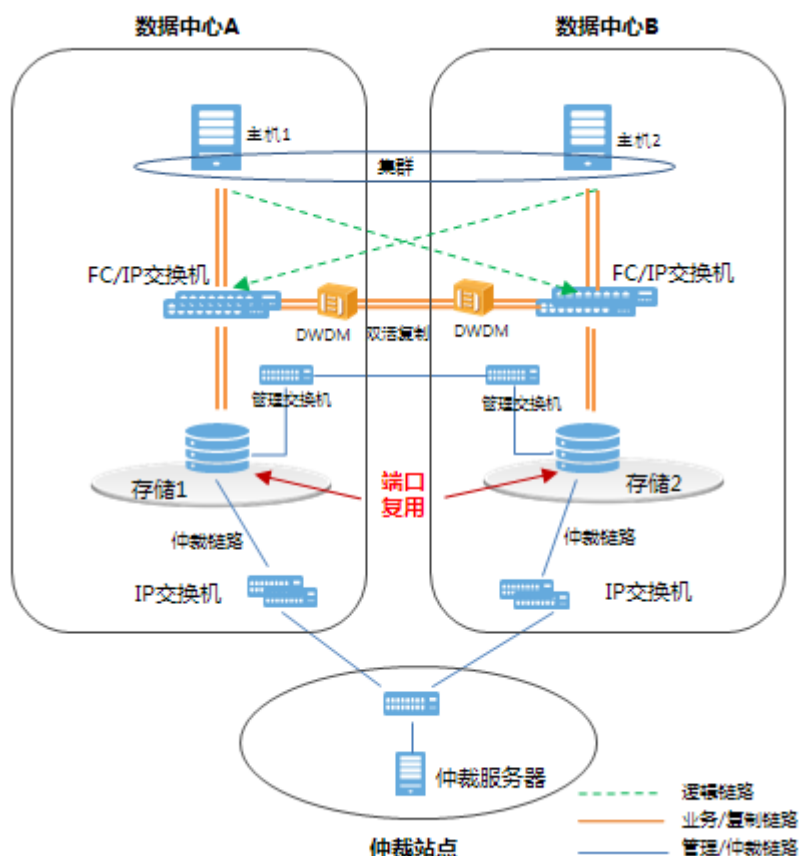 数据中心A
数据中心B
主机1
主机2
集群
FC/IP交换机
FC/IP交换机
DWDM
双活复制
DWDM
管理交换机
管理交换机
存储1
端口
复用
存储2
仲裁链路
仲裁链路
IP交换机
IP交换机
仲裁服务器
逻辑链路
业务/复制链路
仲裁站点
管理/仲裁链路